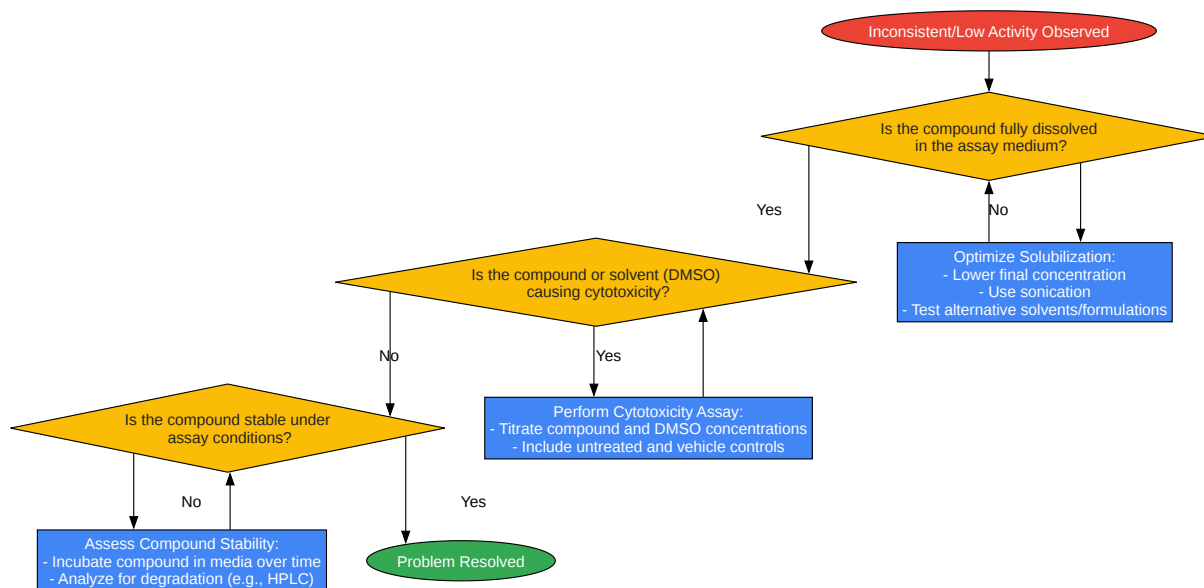 Inconsistent/Low Activity Observed
Is the compound fully dissolved
in the assay medium?
Yes
No
Optimize Solubilization:
- Lower final concentration
- Use sonication
- Test alternative solvents/formulations
Is the compound or solvent (DMSO)
causing cytotoxicity?
No
Yes
Perform Cytotoxicity Assay:
- Titrate compound and DMSO concentrations
- Include untreated and vehicle controls
Is the compound stable under
assay conditions?
No
Yes
Assess Compound Stability:
- Incubate compound in media over time
- Analyze for degradation (e.g., HPLC)
Problem Resolved